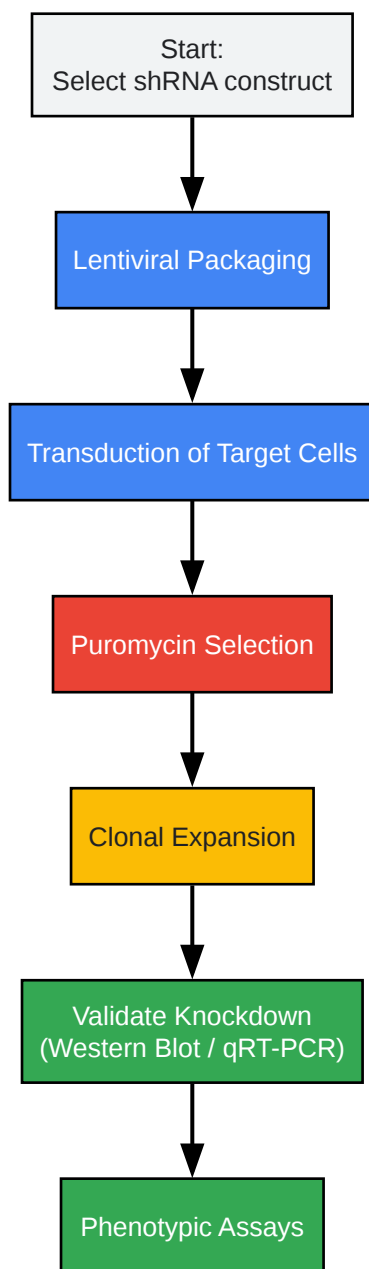 Start:
Select shRNA construct
Lentiviral Packaging
Transduction of Target Cells
Puromycin Selection
Clonal Expansion
Validate Knockdown
(Western Blot / qRT-PCR)
Phenotypic Assays